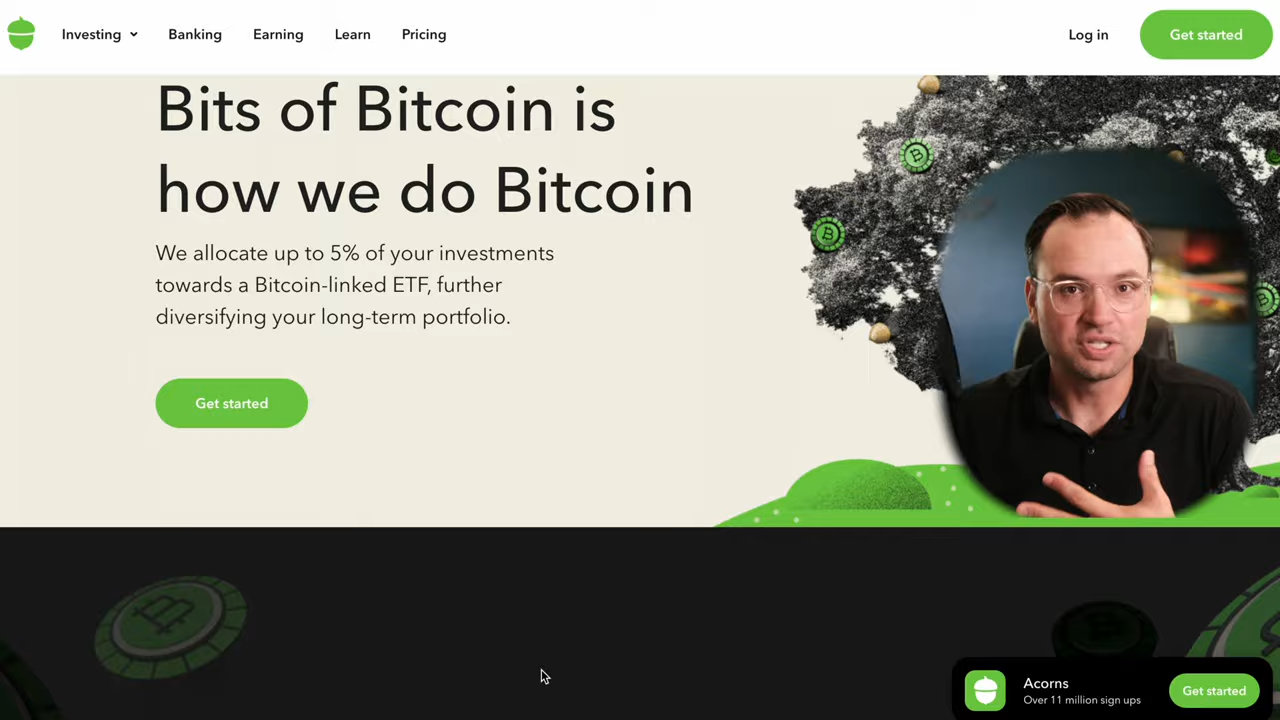 Investing
Banking
Earning
Learn
Pricing
Log in
Get started
Bits of Bitcoin is
how we do Bitcoin
We allocate up to 5% of your investments
towards a Bitcoin-linked ETF, further
diversifying your long-term portfolio.
Get started
Acorns
Over 11 million sign ups
Get started